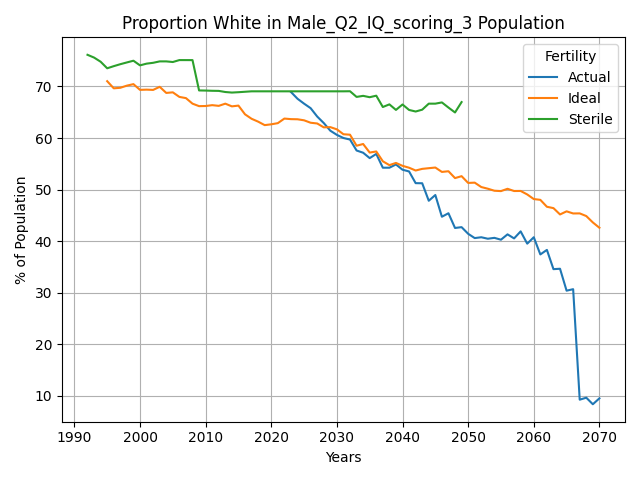 Proportion White in Male_Q2_IQ_scoring_3 Population
Fertility
Actual
Ideal
Sterile
% of Population
70
60
50
40
30
20
10
1990 2000 2010 2020 2030 2040 2050 2060 2070
Years